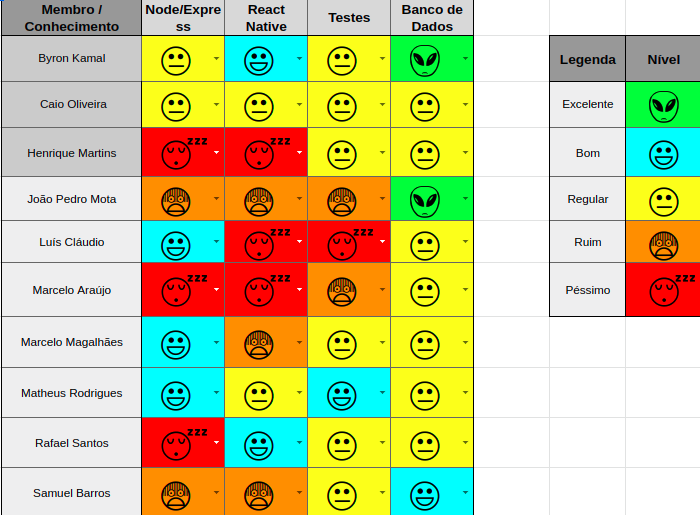 Membro /
Conhecimento
Node/Expre
ss
React
Native
Testes
Banco de
Dados
Byron Kamal
Caio Oliveira
Henrique Martins
zzz
zzz
João Pedro Mota
Luís Cláudio
zzz
zzz
Marcelo Araújo
zzz
zzz
Marcelo Magalhães
Matheus Rodrigues
Rafael Santos
zzz
Samuel Barros
Legenda
Nível
Excelente
Bom
Regular
Ruim
Péssimo
zzz